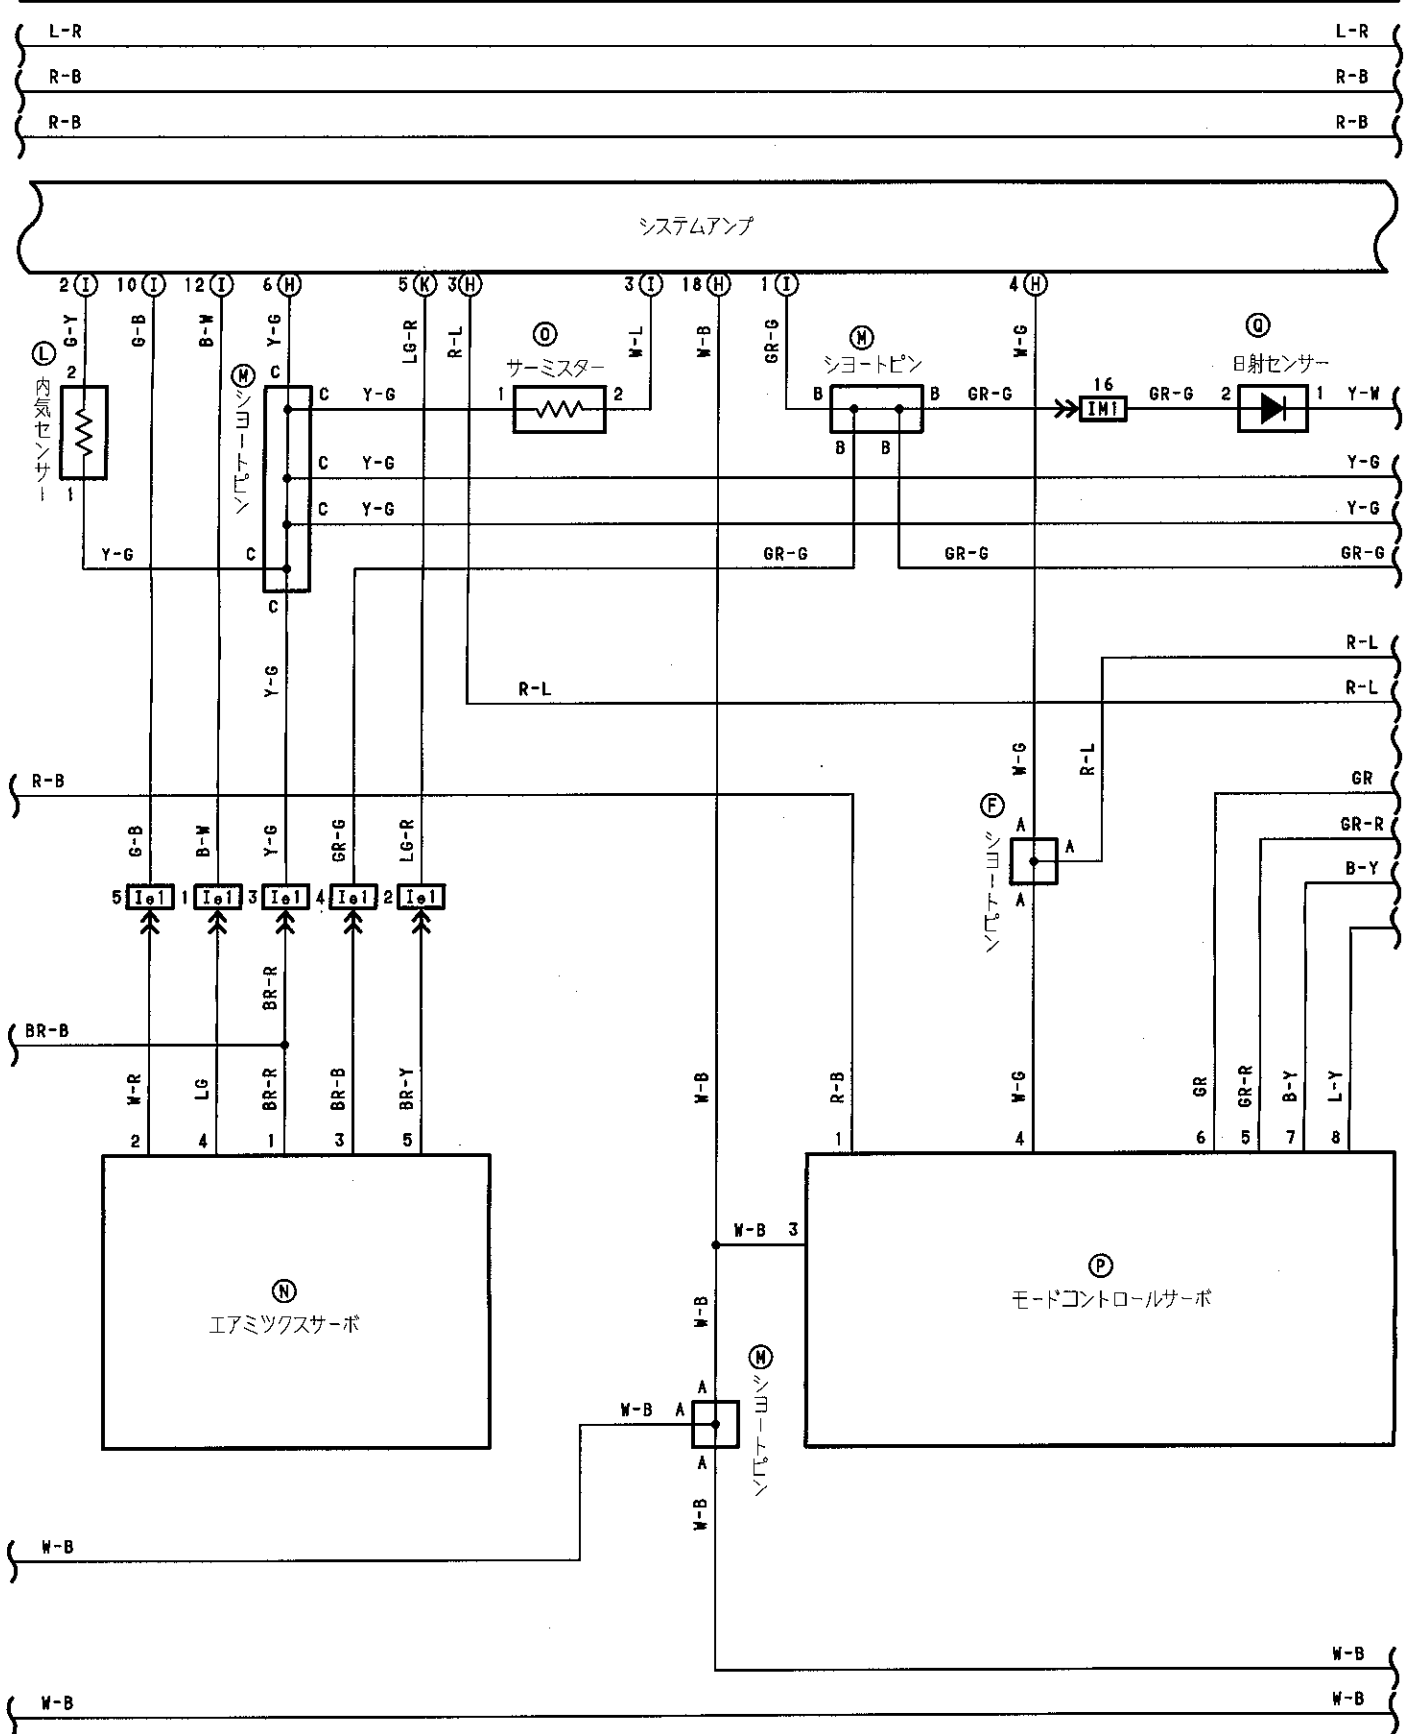 L-R L-R
R-B R-B
R-B R-B
システムアンプ
2 I 10 I 12 I 6 H 5 K 3 H 3 I 18 H 1 I 4 H
G-Y G-B B-W Y-G LG-R R-L W-L W-B GR-G W-G
L 内気センサー
2
1
M シヨートピン
C
C Y-G
C Y-G
C Y-G
Y-G C
C
O
サーミスター
1 2
M
シヨートピン
B B GR-G
B B
16
IM1
GR-G
Q
日射センサー
2 1 Y-W
Y-G
Y-G
GR-G GR-G GR-G
Y-G
R-L
R-L R-L
W-G R-L
R-B
GR
GR-R
B-Y
F シヨートピン
A
A
A
G-B B-W Y-G GR-G LG-R
5 Ie1 1 Ie1 3 Ie1 4 Ie1 2 Ie1
BR-R
BR-B
W-R LG BR-R BR-B BR-Y W-B R-B W-G GR GR-R B-Y L-Y
2 4 1 3 5 1 4 6 5 7 8
W-B 3
N
エアミツクスサーボ
P
モードコントロールサーボ
W-B
M シヨートピン
A
W-B A
A
W-B
W-B
W-B
W-B W-B